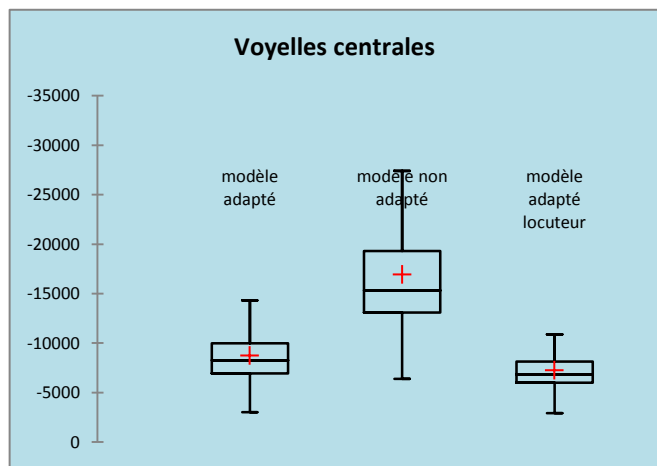 Voyelles centrales
-35000
-30000
-25000
-20000
-15000
-10000
-5000
0
modèle
adapté
modèle non
adapté
modèle
adapté
locuteur